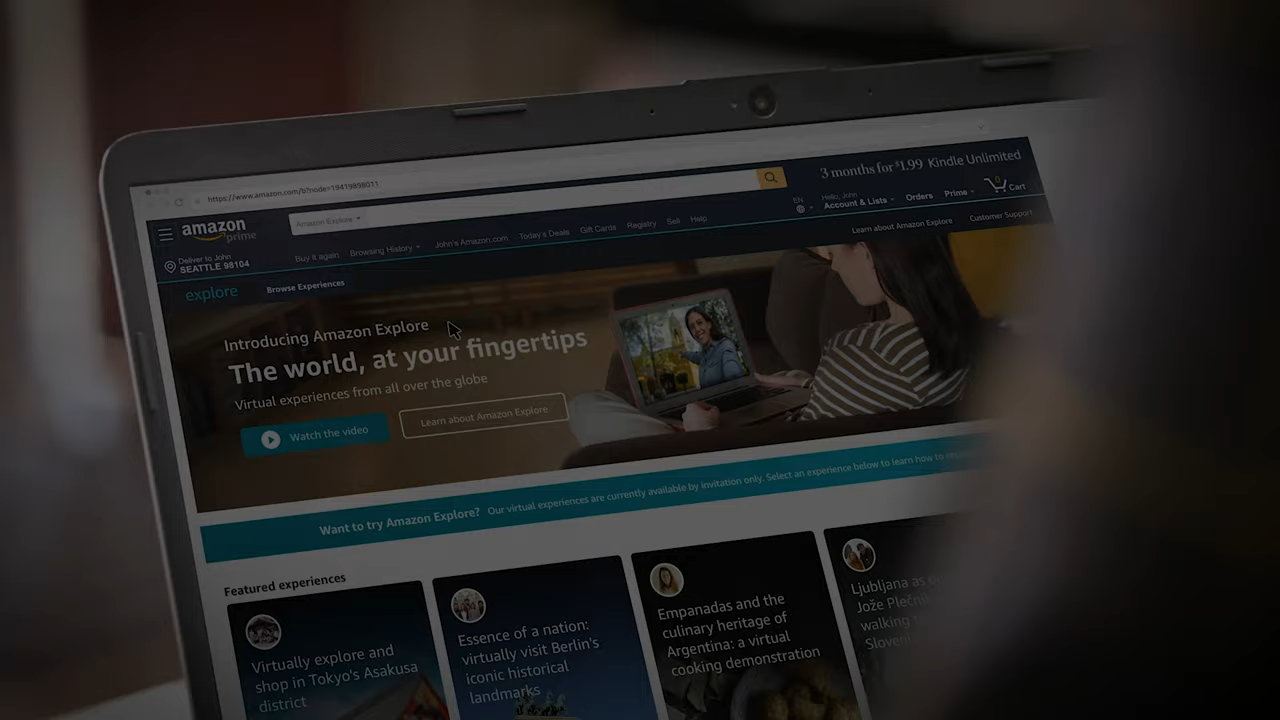 https://www.amazon.com/b?node=19419898011
3 months for $1.99 Kindle Unlimited
amazon
prime
Amazon Explore
EN
Hello, John
Account & Lists
Orders
Prime
0
Cart
Deliver to John
SEATTLE 98104
Buy it again
Browsing History
John's Amazon.com
Today's Deals
Gift Cards
Registry
Sell
Help
Learn about Amazon Explore
Customer Support
explore
Browse Experiences
Introducing Amazon Explore
The world, at your fingertips
Virtual experiences from all over the globe
Watch the video
Learn about Amazon Explore
Want to try Amazon Explore? Our virtual experiences are currently available by invitation only. Select an experience below to learn how to
Featured experiences
Virtually explore and
shop in Tokyo's Asakusa
district
Essence of a nation:
virtually visit Berlin's
iconic historical
landmarks
Empanadas and the
culinary heritage of
Argentina: a virtual
cooking demonstration
Ljubljana as
Jože
walking